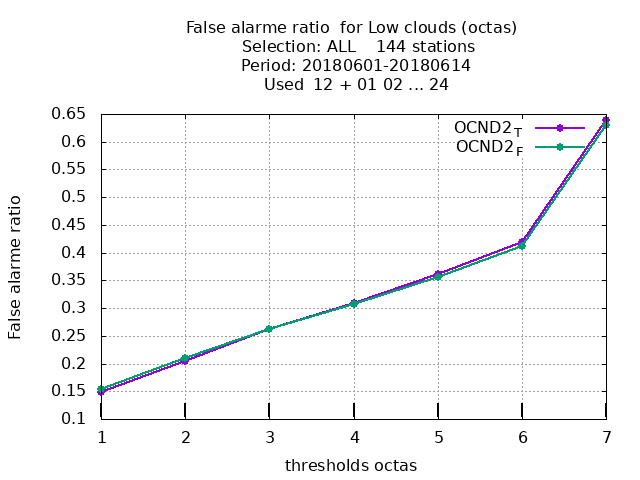 False alarme ratio  for Low clouds (octas)
Selection: ALL    144 stations
Period: 20180601-20180614
Used  12 + 01 02 ... 24
OCND2_T
OCND2_F
False alarme ratio
0.65
0.6
0.55
0.5
0.45
0.4
0.35
0.3
0.25
0.2
0.15
0.1
1 2 3 4 5 6 7
thresholds octas